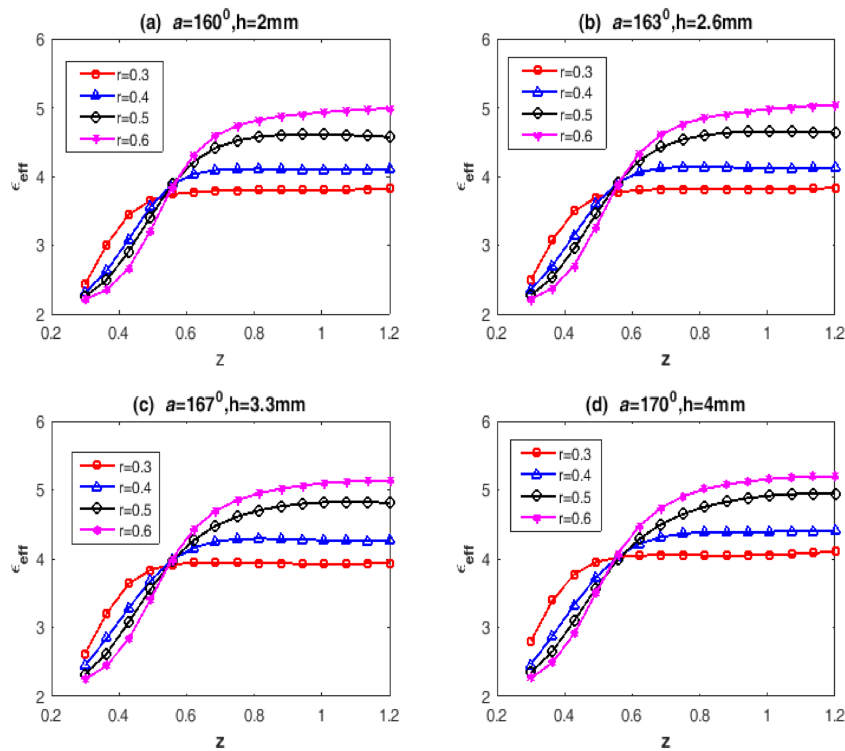 (a) a=160⁰,h=2mm
6
5
4
3
2
ϵeff
r=0.3
r=0.4
r=0.5
r=0.6
0.2 0.4 0.6 0.8 1 1.2
z
(b) a=163⁰,h=2.6mm
6
5
4
3
2
ϵeff
r=0.3
r=0.4
r=0.5
r=0.6
0.2 0.4 0.6 0.8 1 1.2
z
(c) a=167⁰,h=3.3mm
6
5
4
3
2
ϵeff
r=0.3
r=0.4
r=0.5
r=0.6
0.2 0.4 0.6 0.8 1 1.2
z
(d) a=170⁰,h=4mm
6
5
4
3
2
ϵeff
r=0.3
r=0.4
r=0.5
r=0.6
0.2 0.4 0.6 0.8 1 1.2
z